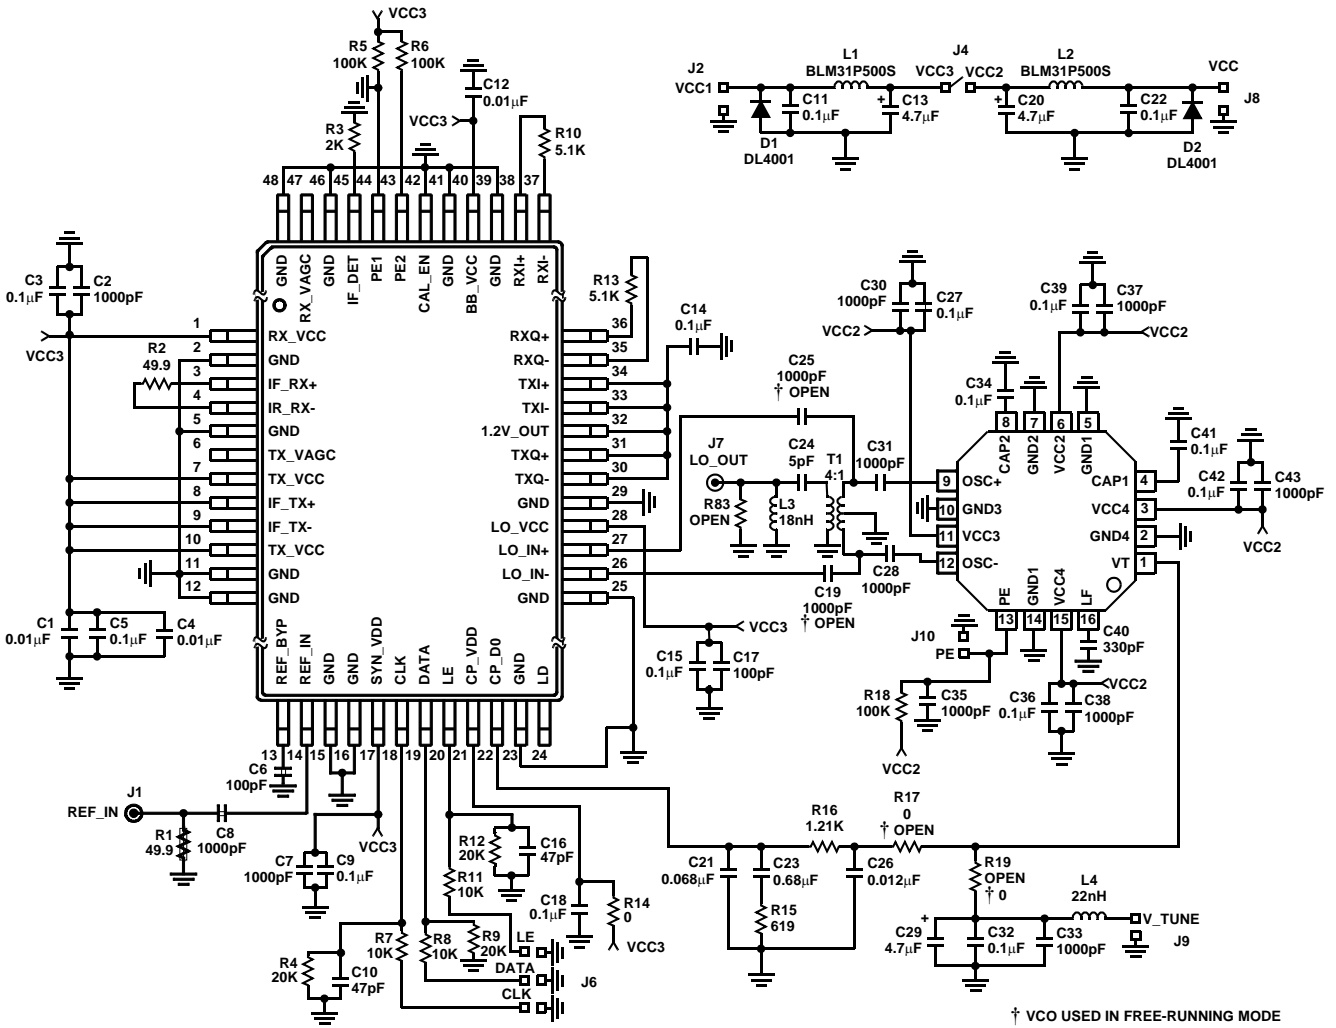 VCC3
R5
100K
R6
100K
C12
0.01µF
VCC3
R3
2K
R10
5.1K
J2
VCC1
L1
BLM31P500S
J4
VCC3
VCC2
L2
BLM31P500S
VCC
J8
C11
0.1µF
+
C13
4.7µF
+
C20
4.7µF
C22
0.1µF
D1
DL4001
D2
DL4001
48 47 46 45 44 43 42 41 40 39 38 37
GND
RX_VAGC
GND
IF_DET
PE1
PE2
CAL_EN
GND
BB_VCC
GND
RXI+
RXI-
C3
0.1µF
C2
1000pF
VCC3
R2
49.9
1 RX_VCC
2 GND
3 IF_RX+
4 IR_RX-
5 GND
6 TX_VAGC
7 TX_VCC
8 IF_TX+
9 IF_TX-
10 TX_VCC
11 GND
12 GND
R13
5.1K
C14
0.1µF
RXQ+ 36
RXQ- 35
TXI+ 34
TXI- 33
1.2V_OUT 32
TXQ+ 31
TXQ- 30
GND 29
LO_VCC 28
LO_IN+ 27
LO_IN- 26
GND 25
C1
0.01µF
C5
0.1µF
C4
0.01µF
REF_BYP
REF_IN
GND
GND
SYN_VDD
CLK
DATA
LE
CP_VDD
CP_D0
GND
LD
13 14 15 16 17 18 19 20 21 22 23 24
C25
1000pF
† OPEN
J7
LO_OUT
C24
5pF
T1
4:1
C31
1000pF
R83
OPEN
L3
18nH
C28
1000pF
C19
1000pF
† OPEN
VCC3
C15
0.1µF
C17
100pF
C30
1000pF
C27
0.1µF
VCC2
C39
0.1µF
C37
1000pF
VCC2
C34
0.1µF
8 7 6 5
CAP2
GND2
VCC2
GND1
C41
0.1µF
C42
0.1µF
C43
1000pF
VCC2
9 OSC+
10 GND3
11 VCC3
12 OSC-
CAP1 4
VCC4 3
GND4 2
VT 1
PE
GND1
VCC4
LF
13 14 15 16
J10
PE
C40
330pF
R18
100K
C35
1000pF
VCC2
VCC2
C36
0.1µF
C38
1000pF
C6
100pF
J1
REF_IN
R1
49.9
C8
1000pF
C7
1000pF
C9
0.1µF
VCC3
R12
20K
C16
47pF
R11
10K
C18
0.1µF
R14
0
VCC3
R4
20K
C10
47pF
R7
10K
R8
10K
R9
20K
LE
DATA
CLK
J6
R16
1.21K
R17
0
† OPEN
C21
0.068µF
C23
0.68µF
C26
0.012µF
R15
619
R19
OPEN
† 0
L4
22nH
V_TUNE
J9
+
C29
4.7µF
C32
0.1µF
C33
1000pF
† VCO USED IN FREE-RUNNING MODE